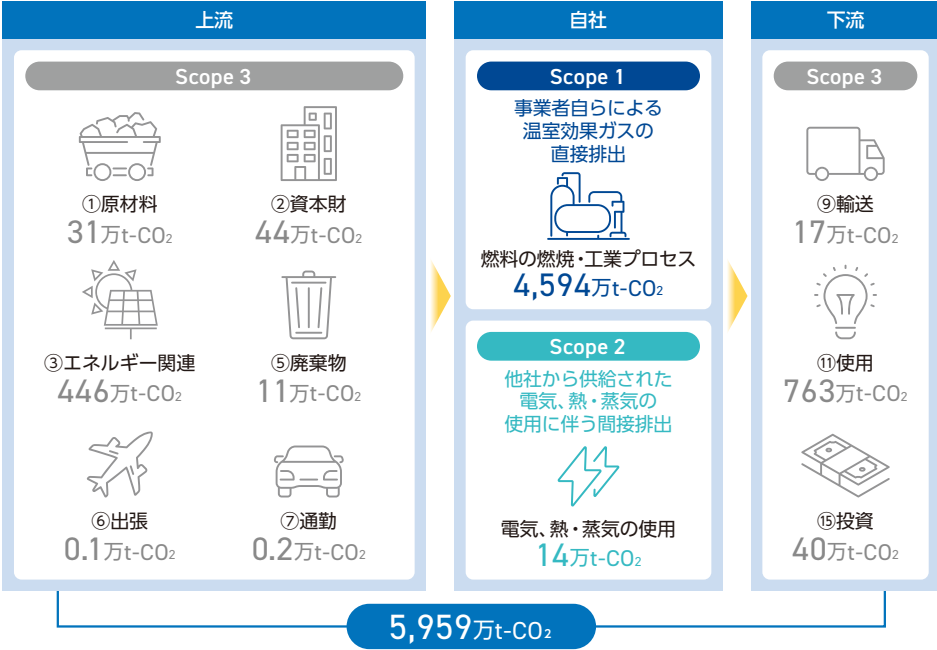 上流
Scope 3
①原材料
31万t-CO₂
②資本財
44万t-CO₂
③エネルギー関連
446万t-CO₂
⑤廃棄物
11万t-CO₂
⑥出張
0.1万t-CO₂
⑦通勤
0.2万t-CO₂
自社
Scope 1
事業者自らによる
温室効果ガスの
直接排出
燃料の燃焼・工業プロセス
4,594万t-CO₂
Scope 2
他社から供給された
電気、熱・蒸気の
使用に伴う間接排出
電気、熱・蒸気の使用
14万t-CO₂
下流
Scope 3
⑨輸送
17万t-CO₂
⑪使用
763万t-CO₂
⑮投資
40万t-CO₂
5,959万t-CO₂